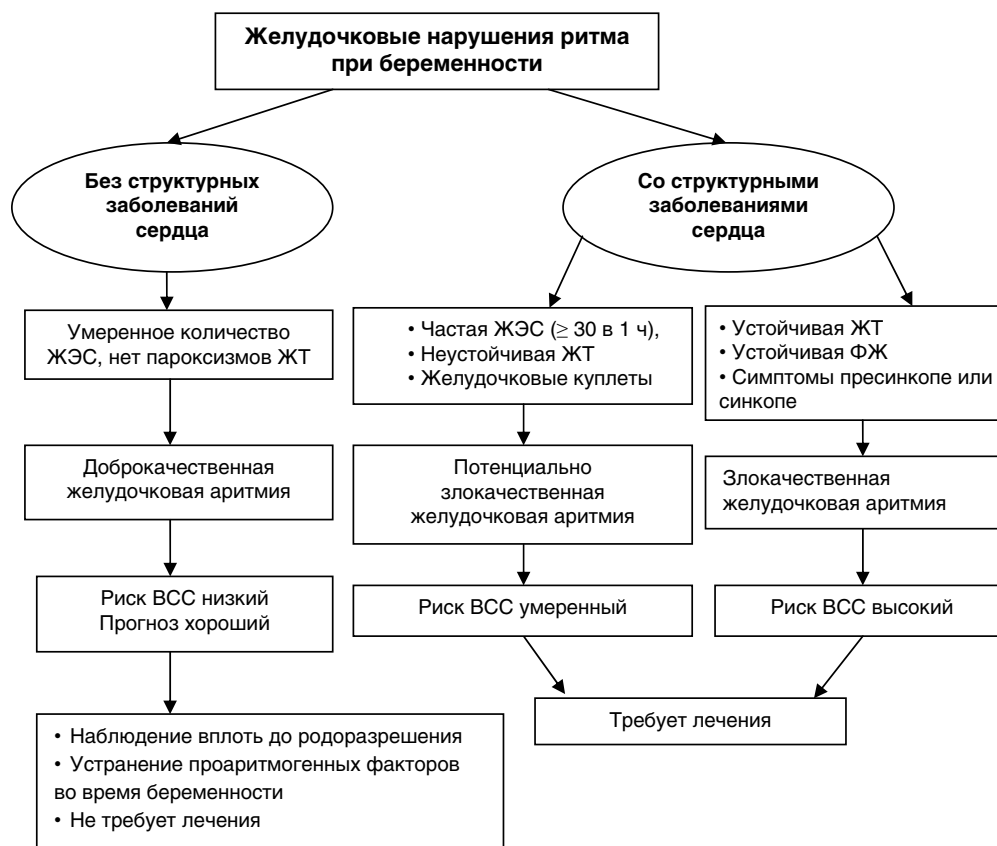 Желудочковые нарушения ритма
при беременности
Без структурных
заболеваний
сердца
Со структурными
заболеваниями
сердца
Умеренное количество
ЖЭС, нет пароксизмов ЖТ
• Частая ЖЭС (≥ 30 в 1 ч),
• Неустойчивая ЖТ
• Желудочковые куплеты
• Устойчивая ЖТ
• Устойчивая ФЖ
• Симптомы пресинкопе или
синкопе
Доброкачественная
желудочковая аритмия
Потенциально
злокачественная
желудочковая аритмия
Злокачественная
желудочковая аритмия
Риск ВСС низкий
Прогноз хороший
Риск ВСС умеренный
Риск ВСС высокий
• Наблюдение вплоть до родоразрешения
• Устранение проаритмогенных факторов
во время беременности
• Не требует лечения
Требует лечения